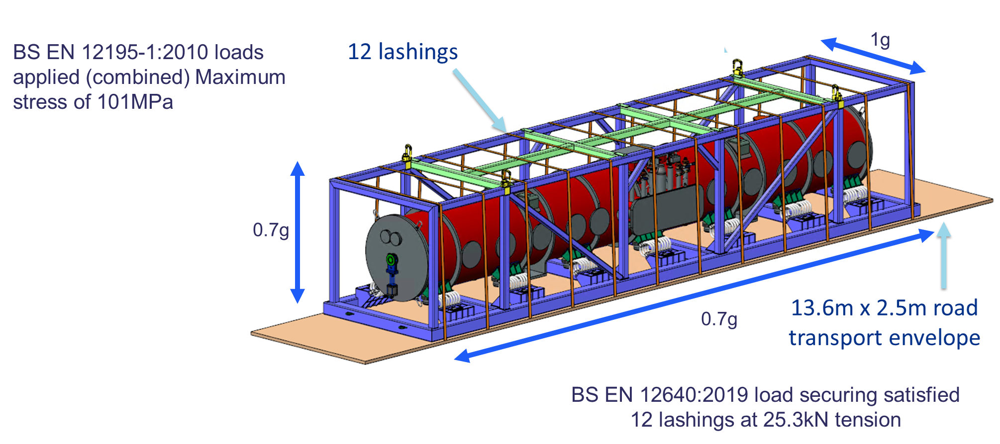 BS EN 12195-1:2010 loads
applied (combined) Maximum
stress of 101MPa
12 lashings
1g
0.7g
0.7g
13.6m x 2.5m road
transport envelope
BS EN 12640:2019 load securing satisfied
12 lashings at 25.3kN tension